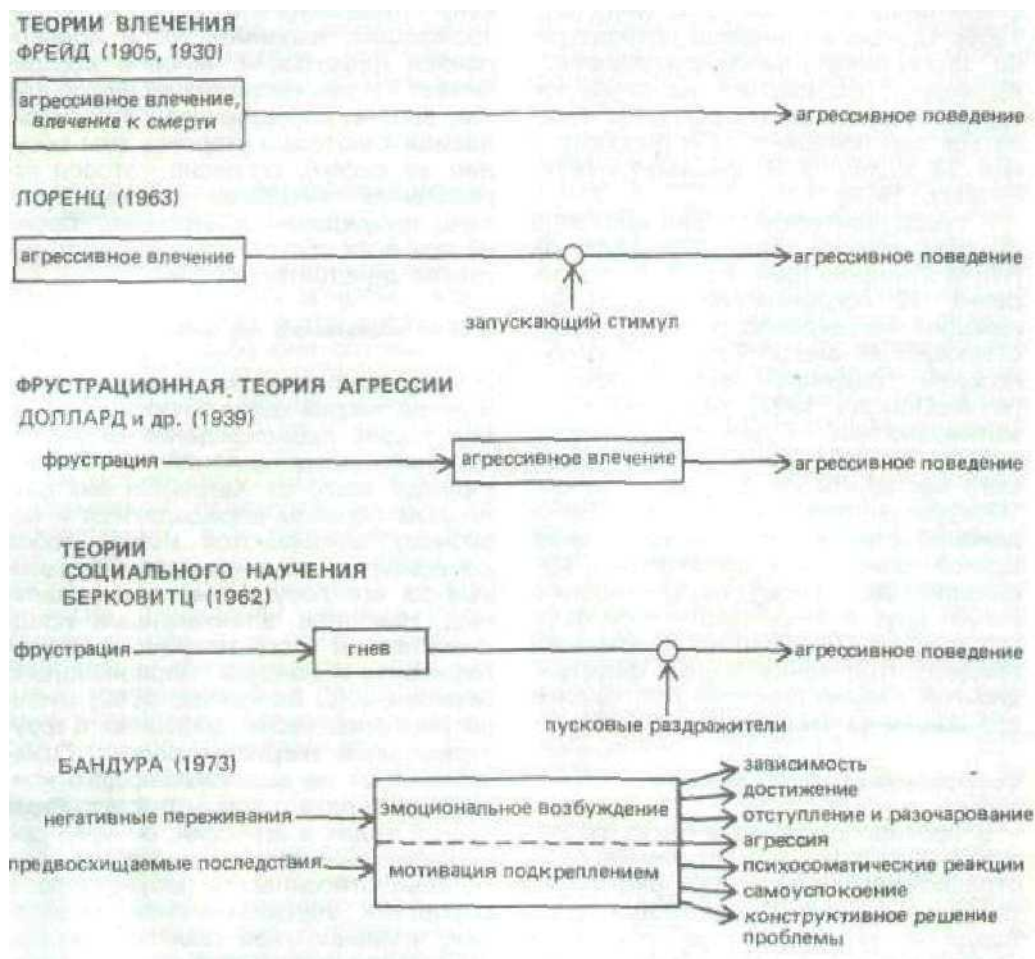 ТЕОРИИ ВЛЕЧЕНИЯ
ФРЕЙД (1905, 1930)
агрессивное влечение,
влечение к смерти
агрессивное поведение
ЛОРЕНЦ (1963)
агрессивное влечение
агрессивное поведение
запускающий стимул
ФРУСТРАЦИОННАЯ ТЕОРИЯ АГРЕССИИ
ДОЛЛАРД и др. (1939)
фрустрация
агрессивное влечение
агрессивное поведение
ТЕОРИИ
СОЦИАЛЬНОГО НАУЧЕНИЯ
БЕРКОВИТЦ (1962)
фрустрация
гнев
агрессивное поведение
пусковые раздражители
БАНДУРА (1973)
негативные переживания
предвосхищаемые последствия
эмоциональное возбуждение
мотивация подкреплением
зависимость
достижение
отступление и разочарование
агрессия
психосоматические реакции
самоуспокоение
конструктивное решение
проблемы